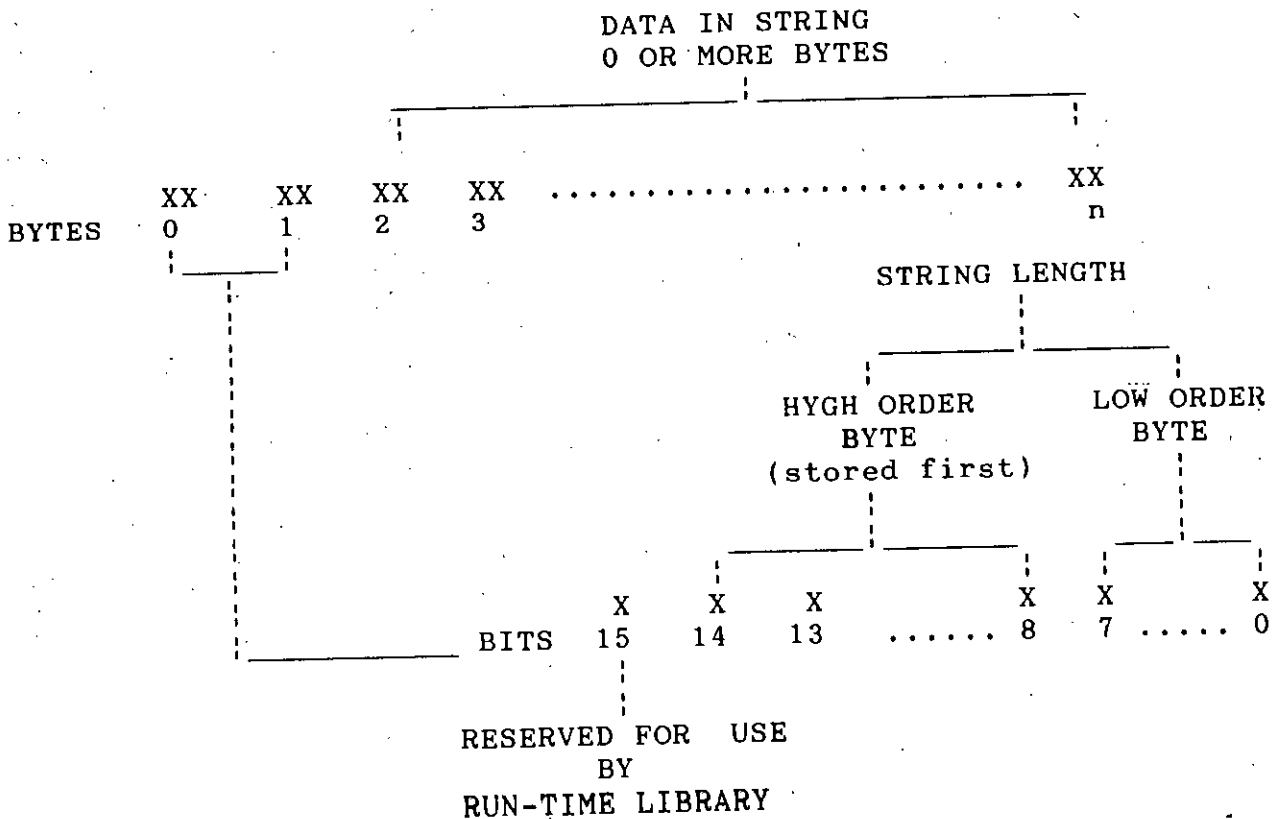 DATA IN STRING
0 OR MORE BYTES
XX XX XX XX ......................... XX
BYTES 0 1 2 3 n
STRING LENGTH
HYGH ORDER LOW ORDER
BYTE BYTE
(stored first)
X X X X X X
BITS 15 14 13 ...... 8 7 ..... 0
RESERVED FOR USE
BY
RUN-TIME LIBRARY